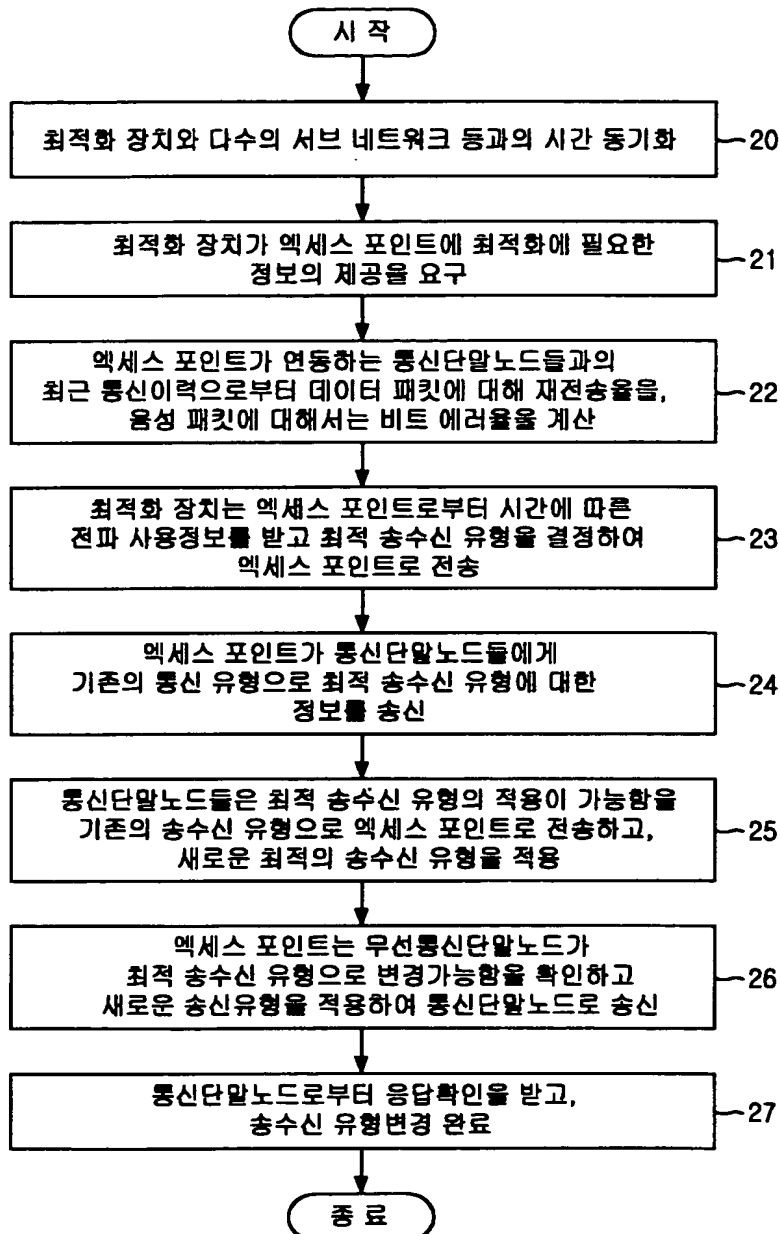 시 작
최적화 장치와 다수의 서브 네트워크 등과의 시간 동기화
20
최적화 장치가 엑세스 포인트에 최적화에 필요한
정보의 제공을 요구
21
엑세스 포인트가 연동하는 통신단말노드들과의
최근 통신이력으로부터 데이터 패킷에 대해 재전송율을,
음성 패킷에 대해서는 비트 에러율을 계산
22
최적화 장치는 엑세스 포인트로부터 시간에 따른
전파 사용정보를 받고 최적 송수신 유형을 결정하여
엑세스 포인트로 전송
23
엑세스 포인트가 통신단말노드들에게
기존의 통신 유형으로 최적 송수신 유형에 대한
정보를 송신
24
통신단말노드들은 최적 송수신 유형의 적용이 가능함을
기존의 송수신 유형으로 엑세스 포인트로 전송하고,
새로운 최적의 송수신 유형을 적용
25
엑세스 포인트는 무선통신단말노드가
최적 송수신 유형으로 변경가능함을 확인하고
새로운 송신유형을 적용하여 통신단말노드로 송신
26
통신단말노드로부터 응답확인을 받고,
송수신 유형변경 완료
27
종 료